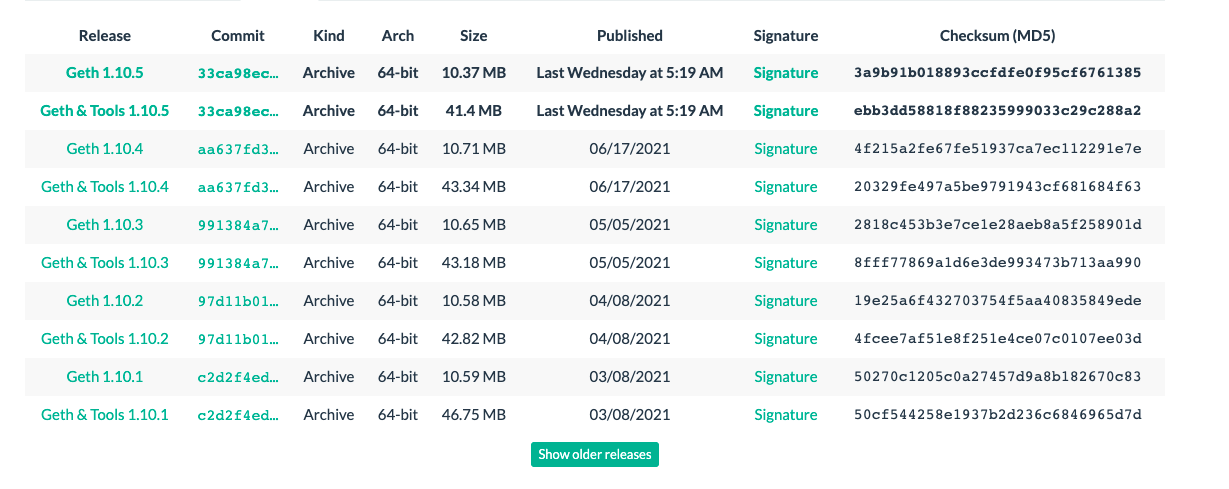 Release Commit Kind Arch Size Published Signature Checksum (MD5)
Geth 1.10.5 33ca98ec… Archive 64-bit 10.37 MB Last Wednesday at 5:19 AM Signature 3a9b91b018893ccfdfe0f95cf6761385
Geth & Tools 1.10.5 33ca98ec… Archive 64-bit 41.4 MB Last Wednesday at 5:19 AM Signature ebb3dd58818f88235999033c29c288a2
Geth 1.10.4 aa637fd3… Archive 64-bit 10.71 MB 06/17/2021 Signature 4f215a2fe67fe51937ca7ec112291e7e
Geth & Tools 1.10.4 aa637fd3… Archive 64-bit 43.34 MB 06/17/2021 Signature 20329fe497a5be9791943cf681684f63
Geth 1.10.3 991384a7… Archive 64-bit 10.65 MB 05/05/2021 Signature 2818c453b3e7ce1e28aeb8a5f258901d
Geth & Tools 1.10.3 991384a7… Archive 64-bit 43.18 MB 05/05/2021 Signature 8fff77869a1d6e3de993473b713aa990
Geth 1.10.2 97d11b01… Archive 64-bit 10.58 MB 04/08/2021 Signature 19e25a6f432703754f5aa40835849ede
Geth & Tools 1.10.2 97d11b01… Archive 64-bit 42.82 MB 04/08/2021 Signature 4fcee7af51e8f251e4ce07c0107ee03d
Geth 1.10.1 c2d2f4ed… Archive 64-bit 10.59 MB 03/08/2021 Signature 50270c1205c0a27457d9a8b182670c83
Geth & Tools 1.10.1 c2d2f4ed… Archive 64-bit 46.75 MB 03/08/2021 Signature 50cf544258e1937b2d236c6846965d7d
Show older releases